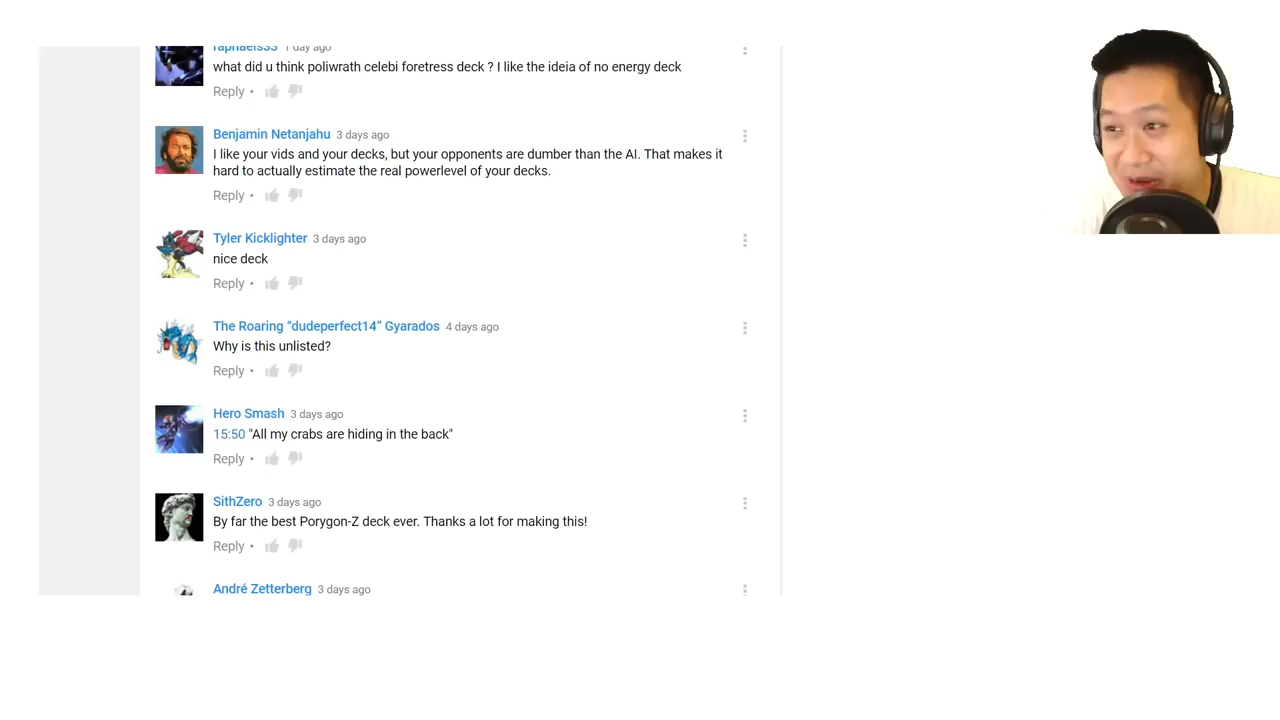 raphaels33 1 day ago
what did u think poliwrath celebi foretress deck ? I like the ideia of no energy deck
Reply •
Benjamin Netanjahu 3 days ago
I like your vids and your decks, but your opponents are dumber than the AI. That makes it
hard to actually estimate the real powerlevel of your decks.
Reply •
Tyler Kicklighter 3 days ago
nice deck
Reply •
The Roaring “dudeperfect14” Gyarados 4 days ago
Why is this unlisted?
Reply •
Hero Smash 3 days ago
15:50 "All my crabs are hiding in the back"
Reply •
SithZero 3 days ago
By far the best Porygon-Z deck ever. Thanks a lot for making this!
Reply •
André Zetterberg 3 days ago